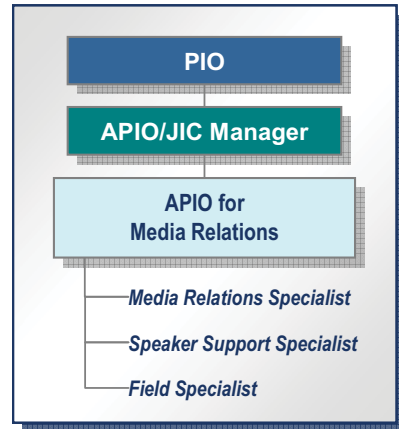 PIO
APIO/JIC Manager
APIO for
Media Relations
Media Relations Specialist
Speaker Support Specialist
Field Specialist